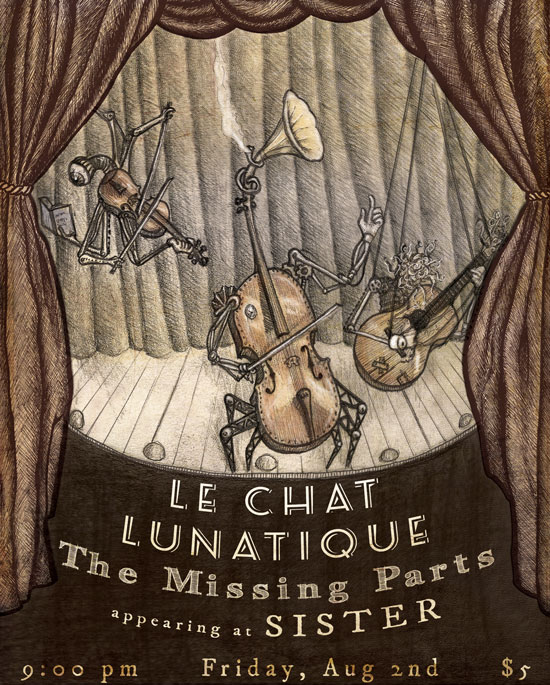 LE CHAT
LUNATIQUE
The Missing Parts
appearing at SISTER
9:00 pm Friday, Aug 2nd $5